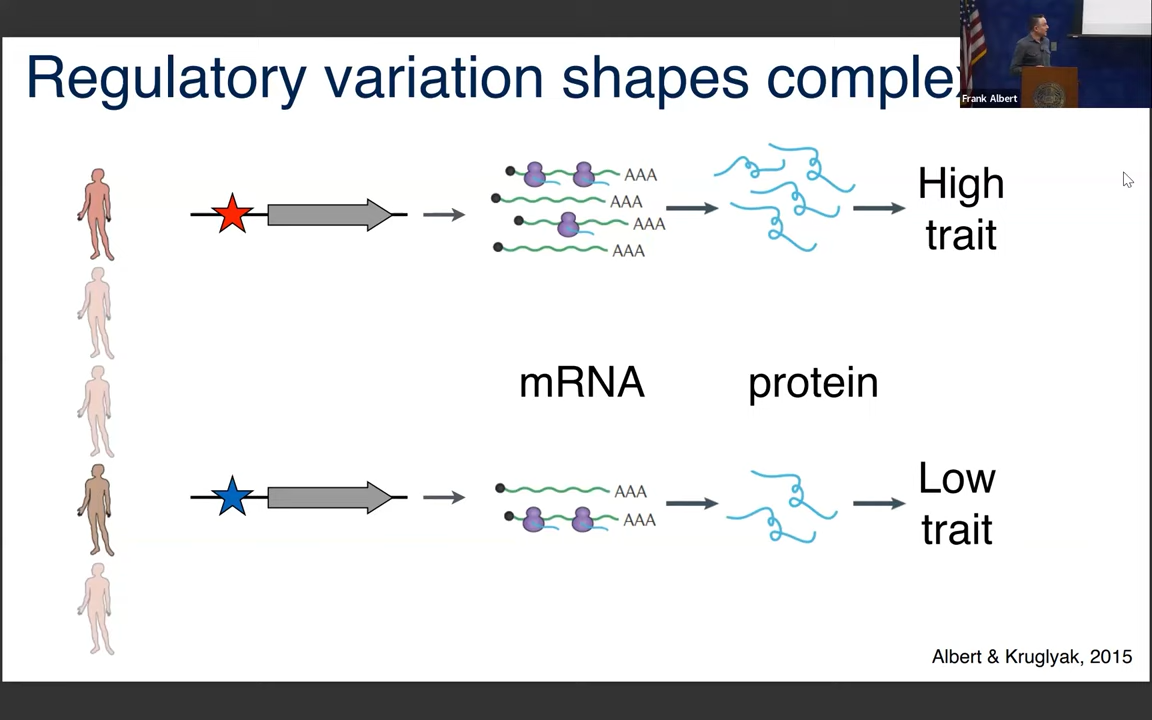 Regulatory variation shapes
Frank Albert
AAA
AAA
AAA
AAA
High
trait
mRNA
protein
AAA
AAA
Low
trait
Albert & Kruglyak, 2015